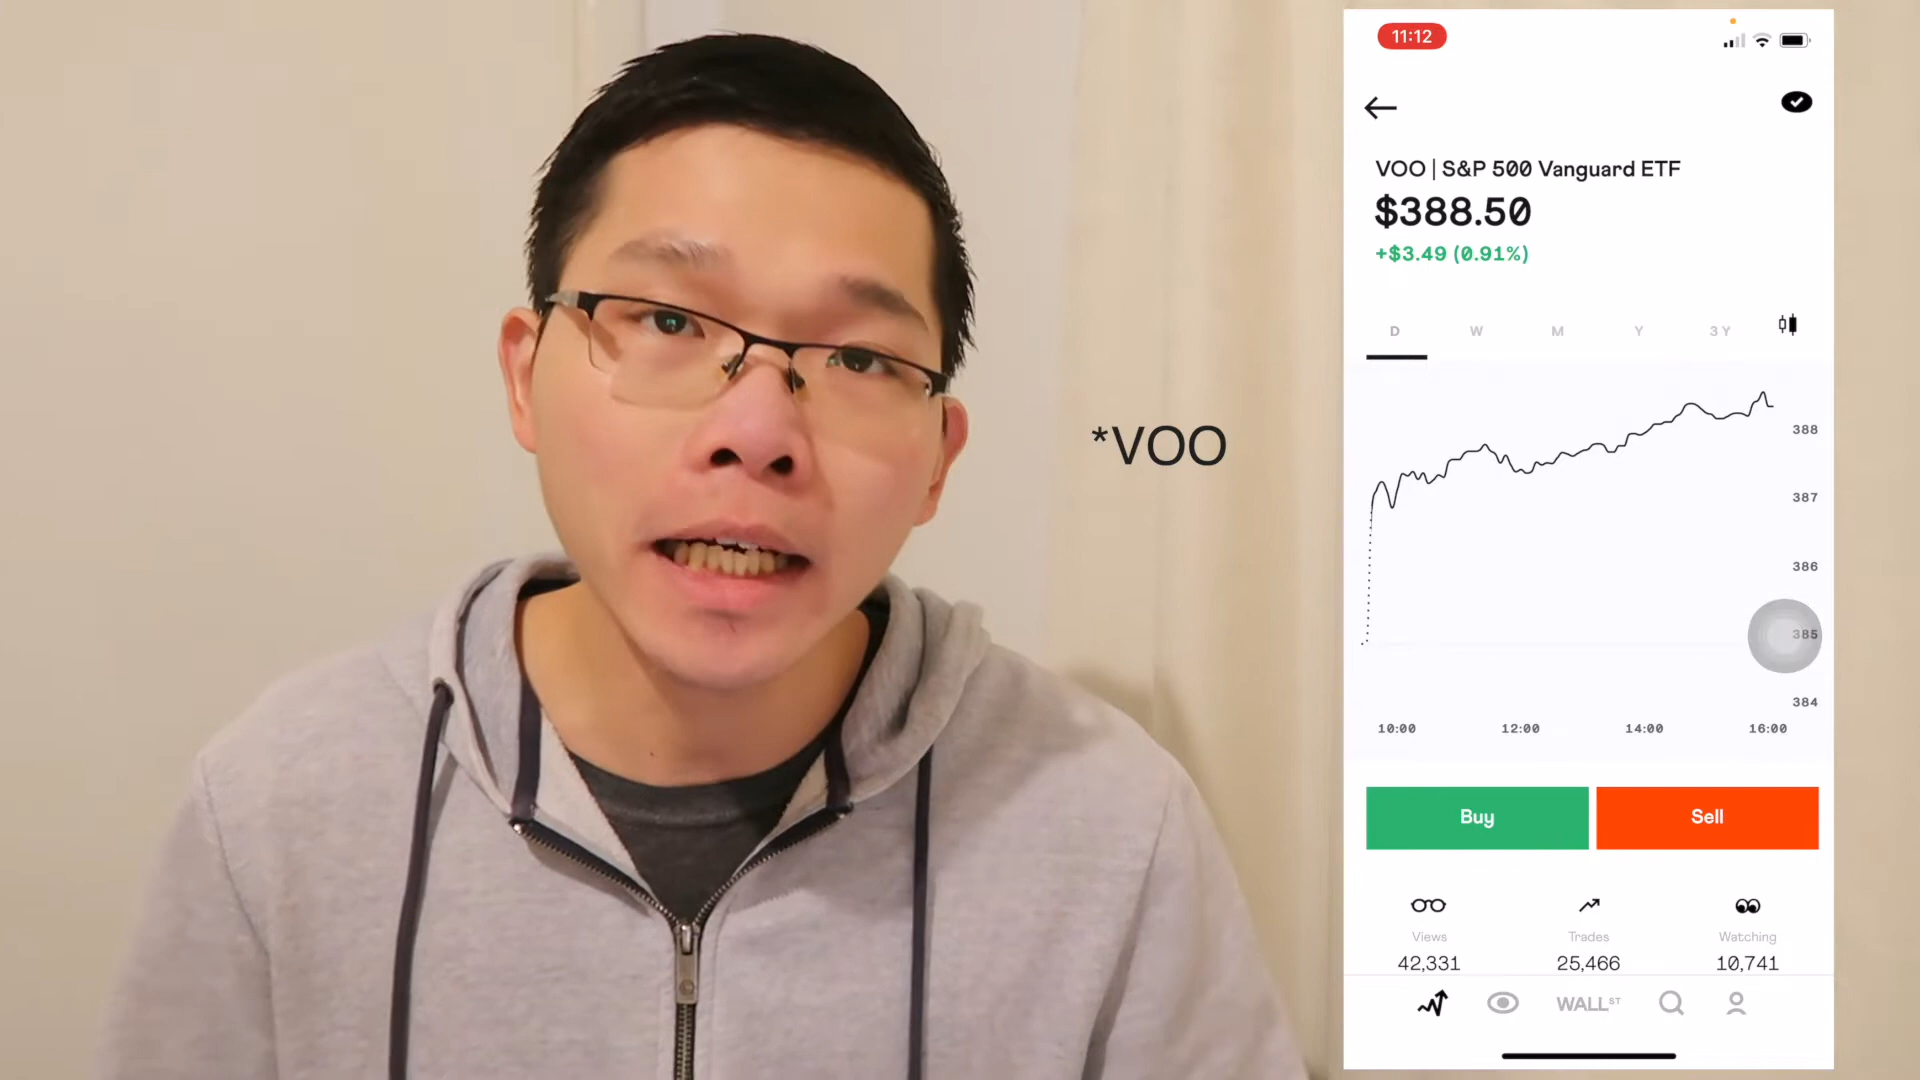 *VOO
11:12
VOO | S&P 500 Vanguard ETF
$388.50
+$3.49 (0.91%)
D W M Y 3Y
388
387
386
385
384
10:00 12:00 14:00 16:00
Buy Sell
Views Trades Watching
42,331 25,466 10,741
WALL ST